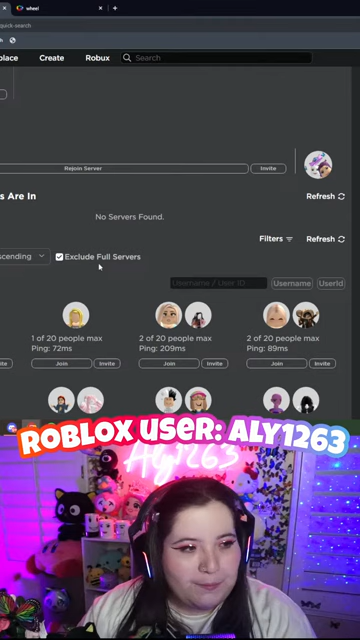 wheel
quick-search
place Create Robux Search
Rejoin Server Invite
s Are In Refresh
No Servers Found.
Filters Refresh
scending Exclude Full Servers
Username / User ID Username UserId
1 of 20 people max 2 of 20 people max 2 of 20 people max
Ping: 72ms Ping: 209ms Ping: 89ms
Join Invite Join Invite Join Invite
ROBLOX USER: ALY1263
Aly1263